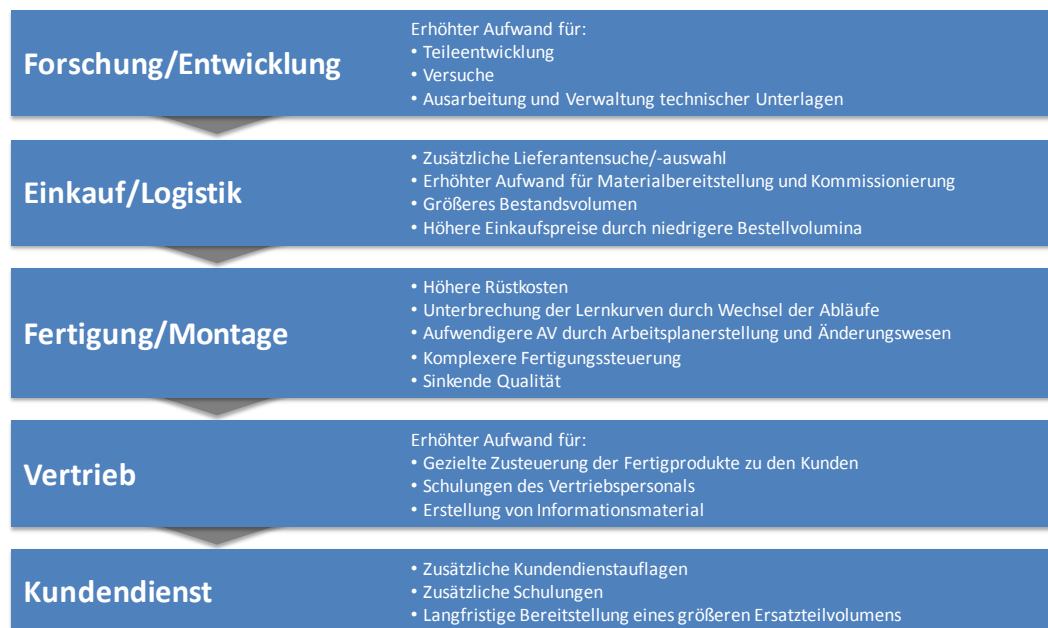 Forschung/Entwicklung
Erhöhter Aufwand für:
• Teileentwicklung
• Versuche
• Ausarbeitung und Verwaltung technischer Unterlagen
Einkauf/Logistik
• Zusätzliche Lieferantensuche/-auswahl
• Erhöhter Aufwand für Materialbereitstellung und Kommissionierung
• Größeres Bestandsvolumen
• Höhere Einkaufspreise durch niedrigere Bestellvolumina
Fertigung/Montage
• Höhere Rüstkosten
• Unterbrechung der Lernkurven durch Wechsel der Abläufe
• Aufwendigere AV durch Arbeitsplanerstellung und Änderungswesen
• Komplexere Fertigungssteuerung
• Sinkende Qualität
Vertrieb
Erhöhter Aufwand für:
• Gezielte Zusteuerung der Fertigprodukte zu den Kunden
• Schulungen des Vertriebspersonals
• Erstellung von Informationsmaterial
Kundendienst
• Zusätzliche Kundendienstauflagen
• Zusätzliche Schulungen
• Langfristige Bereitstellung eines größeren Ersatzteilvolumens